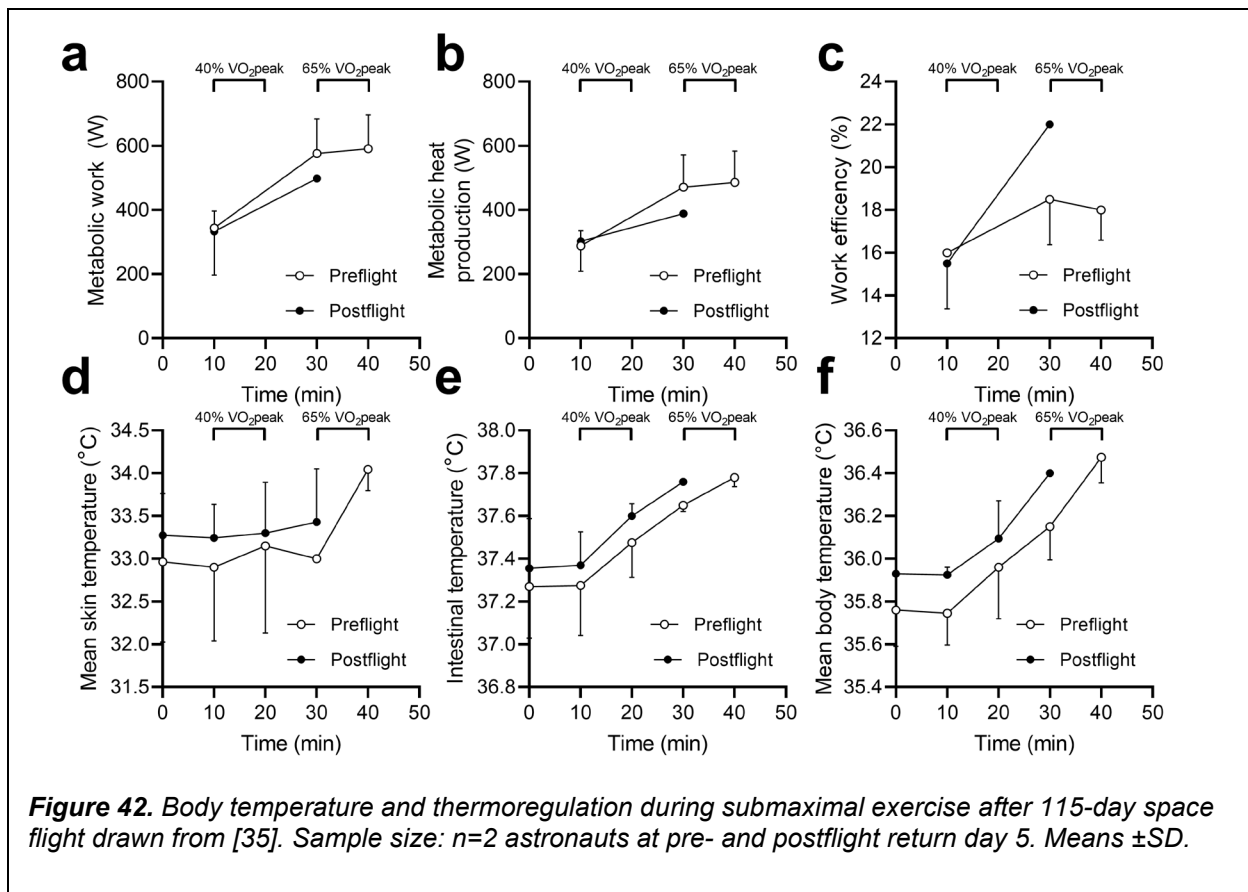 a
40% VO2peak 65% VO2peak
800
600
400
200
0
Metabolic work (W)
Preflight
Postflight
0 10 20 30 40 50
Time (min)
b
40% VO2peak 65% VO2peak
800
600
400
200
0
Metabolic heat
production (W)
Preflight
Postflight
0 10 20 30 40 50
Time (min)
c
40% VO2peak 65% VO2peak
24
22
20
18
16
14
12
Work efficency (%)
Preflight
Postflight
0 10 20 30 40 50
Time (min)
d
40% VO2peak 65% VO2peak
34.5
34.0
33.5
33.0
32.5
32.0
31.5
Mean skin temperature (°C)
Preflight
Postflight
0 10 20 30 40 50
Time (min)
e
40% VO2peak 65% VO2peak
38.0
37.8
37.6
37.4
37.2
37.0
36.8
Intestinal temperature (°C)
Preflight
Postflight
0 10 20 30 40 50
Time (min)
f
40% VO2peak 65% VO2peak
36.6
36.4
36.2
36.0
35.8
35.6
35.4
Mean body temperature (°C)
Preflight
Postflight
0 10 20 30 40 50
Time (min)
Figure 42. Body temperature and thermoregulation during submaximal exercise after 115-day space
flight drawn from [35]. Sample size: n=2 astronauts at pre- and postflight return day 5. Means ±SD.